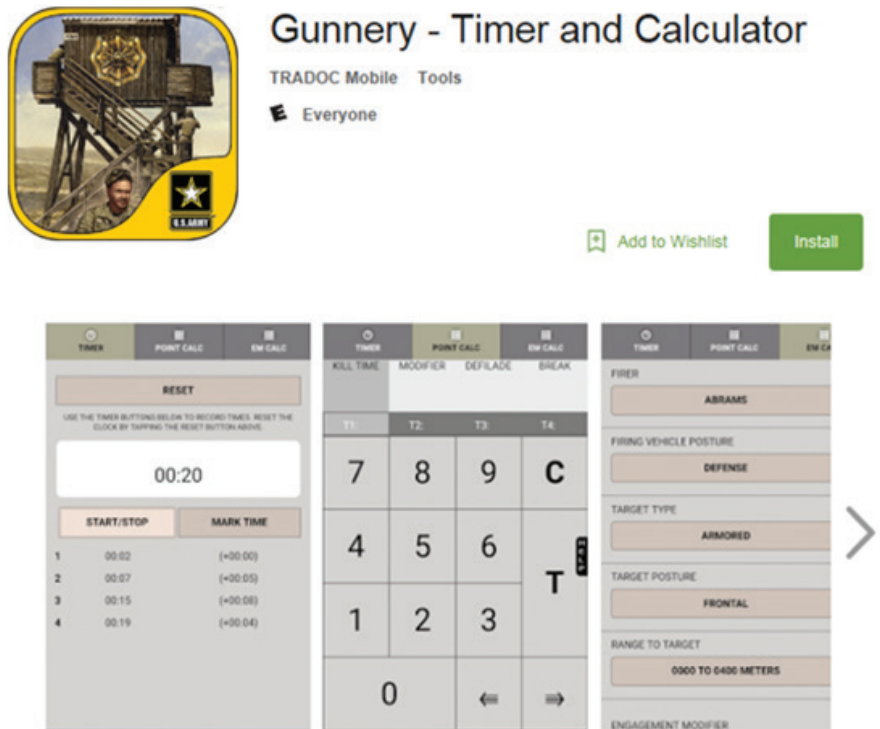 Gunnery - Timer and Calculator
TRADOC Mobile Tools
E Everyone
U.S. ARMY
Add to Wishlist
Install
TIMER POINT CALC EM CALC
RESET
USE THE TIMER BUTTONS BELOW TO RECORD TIMES. RESET THE
CLOCK BY TAPPING THE RESET BUTTON ABOVE.
00:20
START/STOP MARK TIME
1 00:02 (+00:00)
2 00:07 (+00:05)
3 00:15 (+00:08)
4 00:19 (+00:04)
TIMER POINT CALC EM CALC
KILL TIME MODIFIER DEFILADE BREAK
T1: T2: T3: T4:
7 8 9 C
4 5 6 T
HELP
1 2 3
0 ⇐ ⇒
TIMER POINT CALC EM CA
FIRER
ABRAMS
FIRING VEHICLE POSTURE
DEFENSE
TARGET TYPE
ARMORED
TARGET POSTURE
FRONTAL
RANGE TO TARGET
0000 TO 0400 METERS
ENGAGEMENT MODIFIER